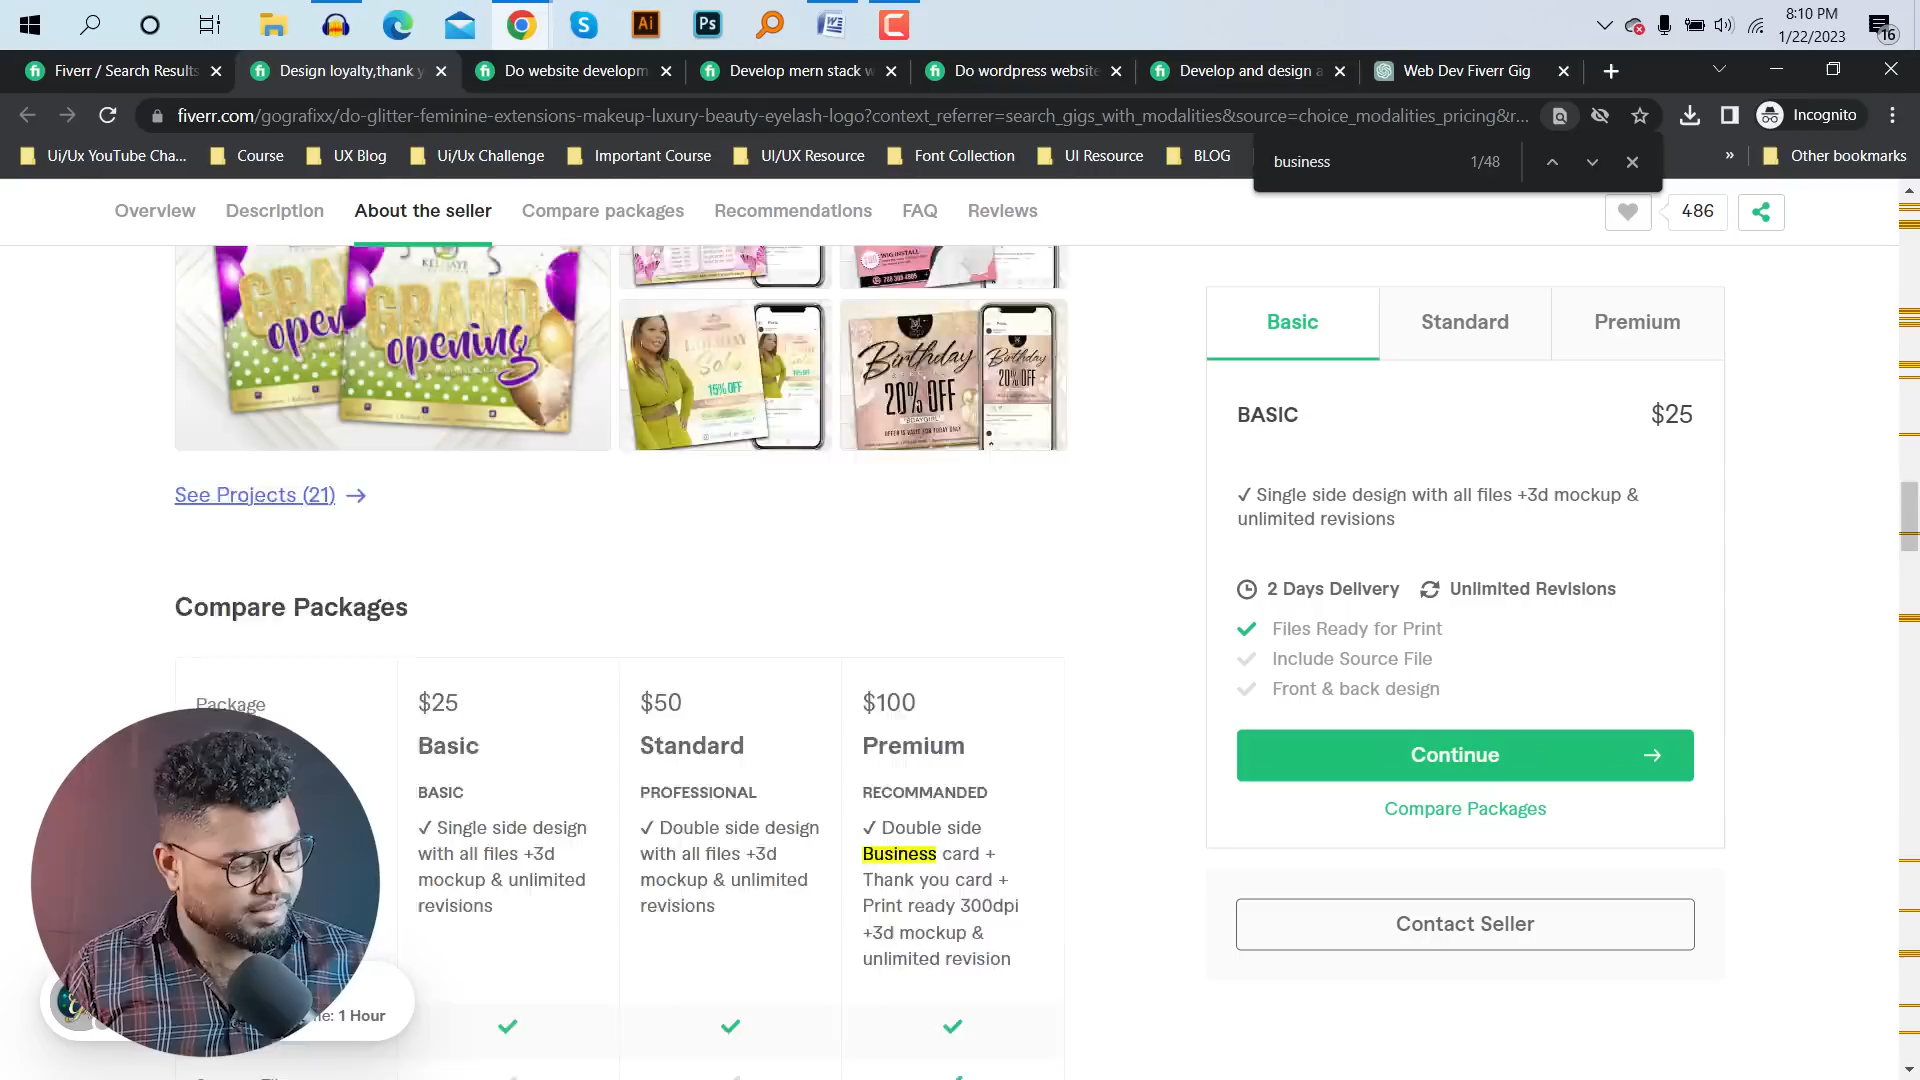 8:10 PM
1/22/2023
16
Fiverr / Search Results
Design loyalty,thank y
Do website developm
Develop mern stack w
Do wordpress website
Develop and design a
Web Dev Fiverr Gig
fiverr.com/gografixx/do-glitter-feminine-extensions-makeup-luxury-beauty-eyelash-logo?context_referrer=search_gigs_with_modalities&source=choice_modalities_pricing&r...
Incognito
Ui/Ux YouTube Cha...
Course
UX Blog
Ui/Ux Challenge
Important Course
UI/UX Resource
Font Collection
UI Resource
BLOG
»
Other bookmarks
business
1/48
Overview
Description
About the seller
Compare packages
Recommendations
FAQ
Reviews
486
GRAND
opening
15% OFF
Birthday
20% OFF
See Projects (21)
Compare Packages
Package
$25
Basic
BASIC
✓ Single side design
with all files +3d
mockup & unlimited
revisions
$50
Standard
PROFESSIONAL
✓ Double side design
with all files +3d
mockup & unlimited
revisions
$100
Premium
RECOMMANDED
✓ Double side
Business card +
Thank you card +
Print ready 300dpi
+3d mockup &
unlimited revision
1 Hour
Basic
Standard
Premium
BASIC
$25
✓ Single side design with all files +3d mockup &
unlimited revisions
2 Days Delivery
Unlimited Revisions
Files Ready for Print
Include Source File
Front & back design
Continue
Compare Packages
Contact Seller